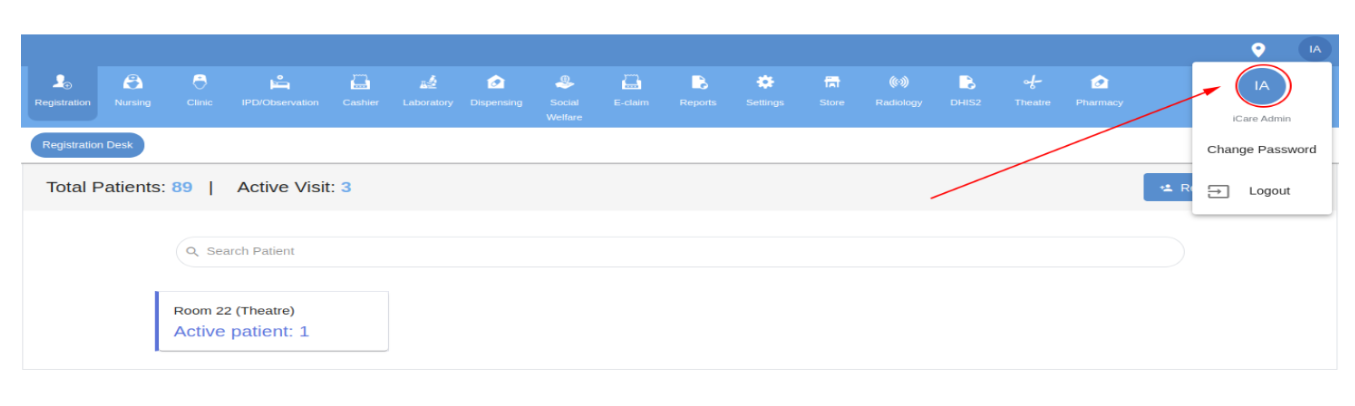 IA
Registration
Nursing
Clinic
IPD/Observation
Cashier
Laboratory
Dispensing
Social
Welfare
E-claim
Reports
Settings
Store
Radiology
DHIS2
Theatre
Pharmacy
IA
iCare Admin
Change Password
Logout
Registration Desk
Total Patients: 89 | Active Visit: 3
Search Patient
Room 22 (Theatre)
Active patient: 1